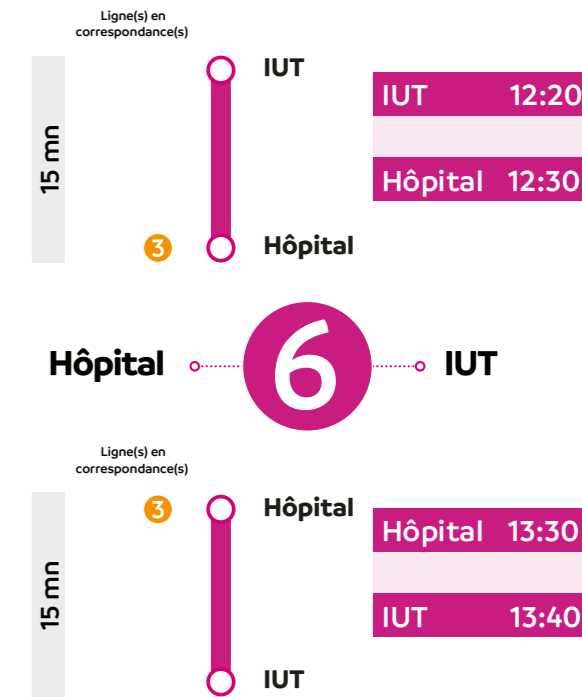 Ligne(s) en
correspondance(s)
15 mn
IUT
3 Hôpital
IUT 12:20
Hôpital 12:30
Hôpital 6 IUT
Ligne(s) en
correspondance(s)
15 mn
3 Hôpital
IUT
Hôpital 13:30
IUT 13:40